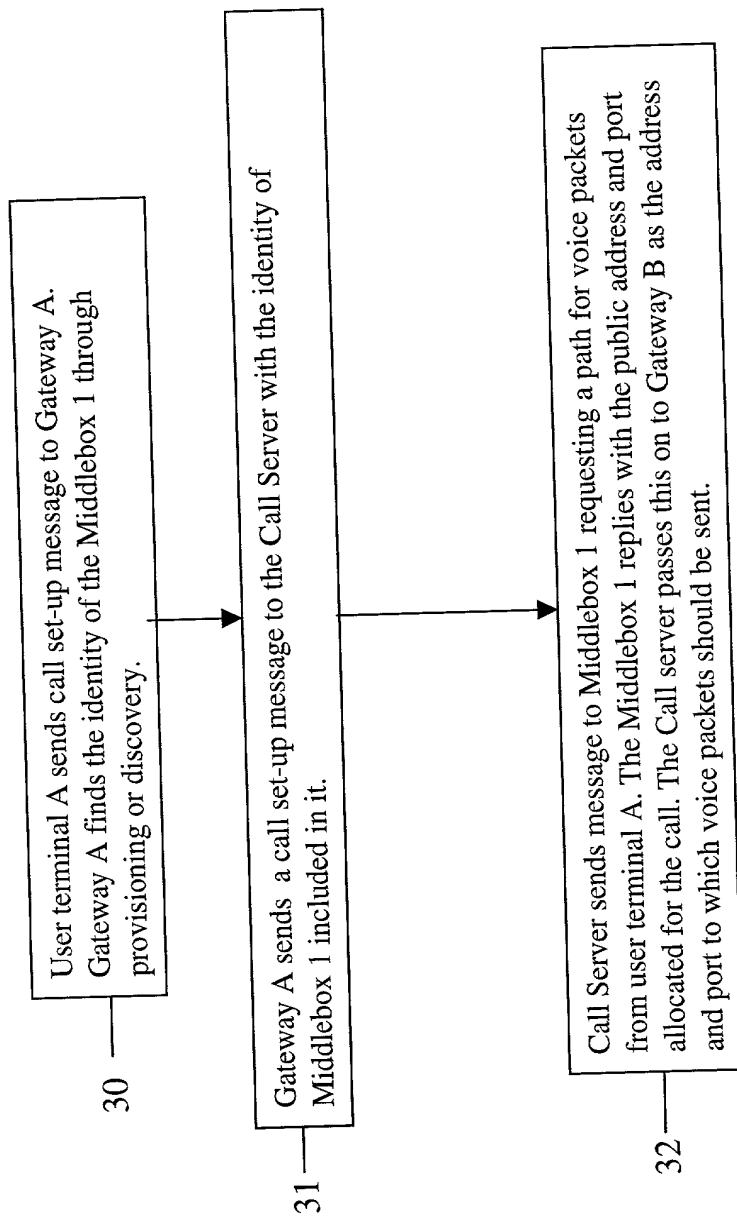 User terminal A sends call set-up message to Gateway A.
Gateway A finds the identity of the Middlebox 1 through
provisioning or discovery.
30
Gateway A sends a call set-up message to the Call Server with the identity of
Middlebox 1 included in it.
31
Call Server sends message to Middlebox 1 requesting a path for voice packets
from user terminal A. The Middlebox 1 replies with the public address and port
allocated for the call. The Call server passes this on to Gateway B as the address
and port to which voice packets should be sent.
32